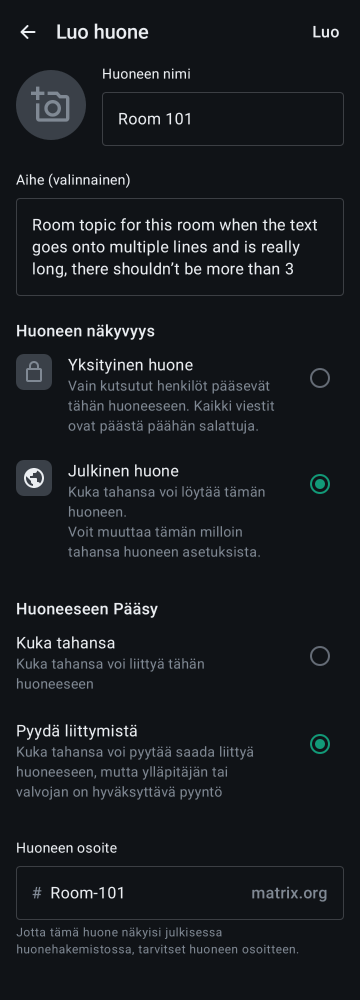 Luo huone
Luo
Huoneen nimi
Room 101
Aihe (valinnainen)
Room topic for this room when the text
goes onto multiple lines and is really
long, there shouldn’t be more than 3
Huoneen näkyvyys
Yksityinen huone
Vain kutsutut henkilöt pääsevät
tähän huoneeseen. Kaikki viestit
ovat päästä päähän salattuja.
Julkinen huone
Kuka tahansa voi löytää tämän
huoneen.
Voit muuttaa tämän milloin
tahansa huoneen asetuksista.
Huoneeseen Pääsy
Kuka tahansa
Kuka tahansa voi liittyä tähän
huoneeseen
Pyydä liittymistä
Kuka tahansa voi pyytää saada liittyä
huoneeseen, mutta ylläpitäjän tai
valvojan on hyväksyttävä pyyntö
Huoneen osoite
# Room-101 matrix.org
Jotta tämä huone näkyisi julkisessa
huonehakemistossa, tarvitset huoneen osoitteen.